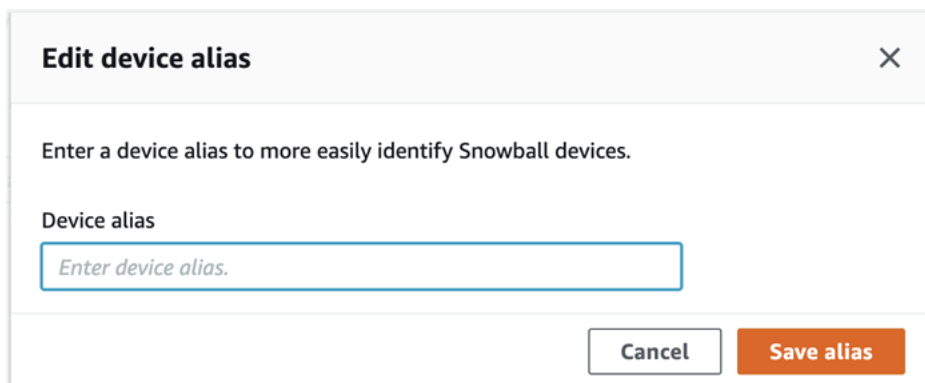 Edit device alias
Enter a device alias to more easily identify Snowball devices.
Device alias
Enter device alias.
Cancel
Save alias